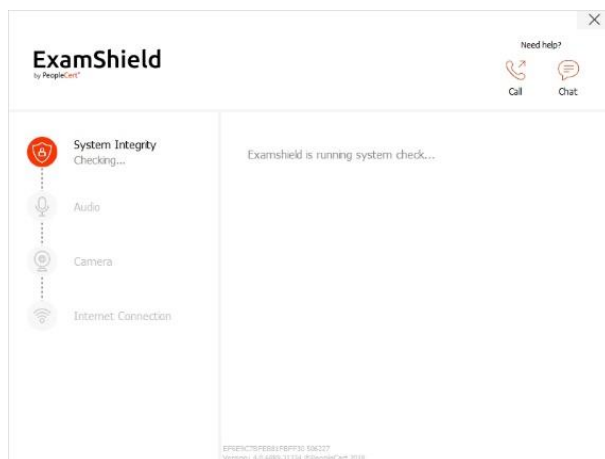 Need help?
ExamShield
by PeopleCert
Call
Chat
System Integrity
Checking...
Examshield is running system check...
Audio
Camera
Internet Connection